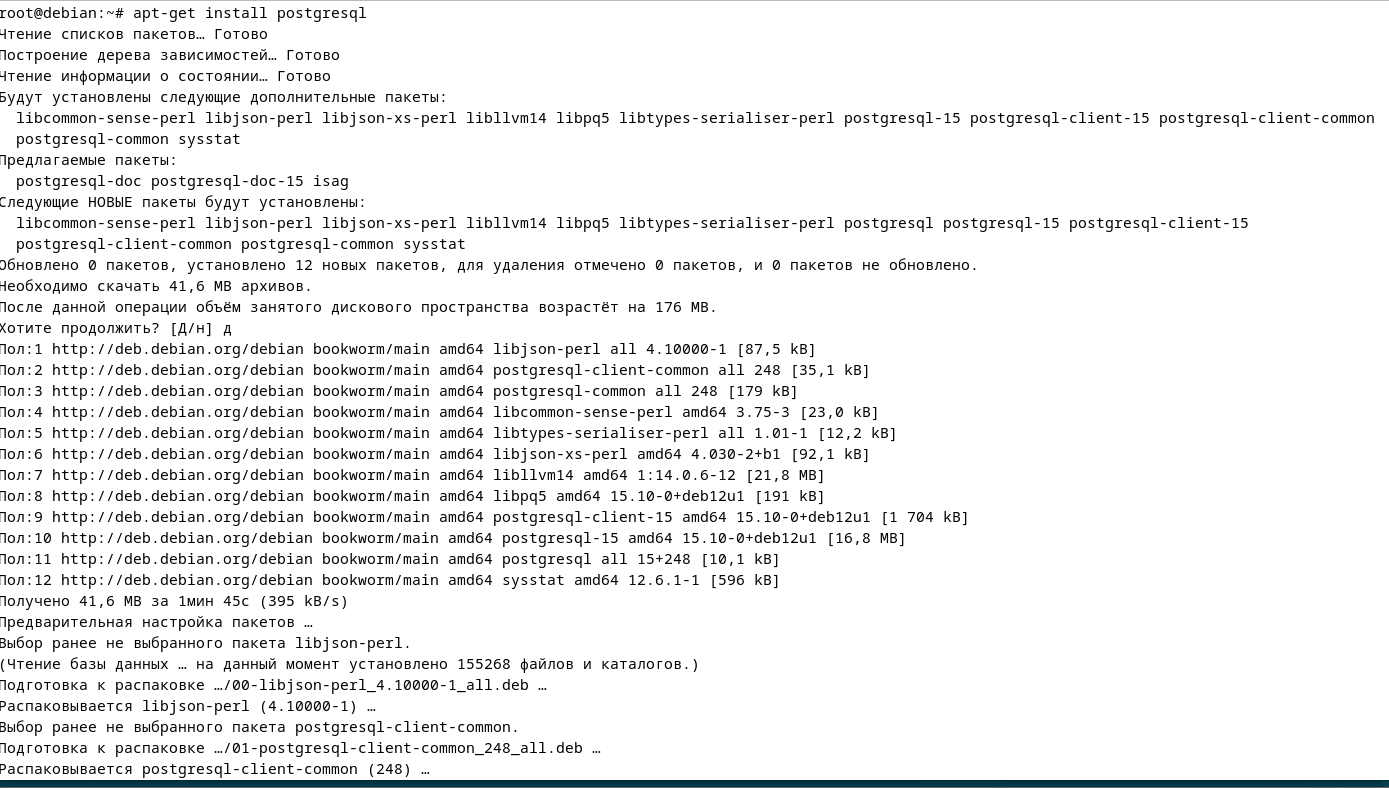 root@debian:~# apt-get install postgresql
Чтение списков пакетов… Готово
Построение дерева зависимостей… Готово
Чтение информации о состоянии… Готово
Будут установлены следующие дополнительные пакеты:
  libcommon-sense-perl libjson-perl libjson-xs-perl libllvm14 libpq5 libtypes-serialiser-perl postgresql-15 postgresql-client-15 postgresql-client-common
  postgresql-common sysstat
Предлагаемые пакеты:
  postgresql-doc postgresql-doc-15 isag
Следующие НОВЫЕ пакеты будут установлены:
  libcommon-sense-perl libjson-perl libjson-xs-perl libllvm14 libpq5 libtypes-serialiser-perl postgresql postgresql-15 postgresql-client-15
  postgresql-client-common postgresql-common sysstat
Обновлено 0 пакетов, установлено 12 новых пакетов, для удаления отмечено 0 пакетов, и 0 пакетов не обновлено.
Необходимо скачать 41,6 MB архивов.
После данной операции объём занятого дискового пространства возрастёт на 176 MB.
Хотите продолжить? [Д/н] д
Пол:1 http://deb.debian.org/debian bookworm/main amd64 libjson-perl all 4.10000-1 [87,5 kB]
Пол:2 http://deb.debian.org/debian bookworm/main amd64 postgresql-client-common all 248 [35,1 kB]
Пол:3 http://deb.debian.org/debian bookworm/main amd64 postgresql-common all 248 [179 kB]
Пол:4 http://deb.debian.org/debian bookworm/main amd64 libcommon-sense-perl amd64 3.75-3 [23,0 kB]
Пол:5 http://deb.debian.org/debian bookworm/main amd64 libtypes-serialiser-perl all 1.01-1 [12,2 kB]
Пол:6 http://deb.debian.org/debian bookworm/main amd64 libjson-xs-perl amd64 4.030-2+b1 [92,1 kB]
Пол:7 http://deb.debian.org/debian bookworm/main amd64 libllvm14 amd64 1:14.0.6-12 [21,8 MB]
Пол:8 http://deb.debian.org/debian bookworm/main amd64 libpq5 amd64 15.10-0+deb12u1 [191 kB]
Пол:9 http://deb.debian.org/debian bookworm/main amd64 postgresql-client-15 amd64 15.10-0+deb12u1 [1 704 kB]
Пол:10 http://deb.debian.org/debian bookworm/main amd64 postgresql-15 amd64 15.10-0+deb12u1 [16,8 MB]
Пол:11 http://deb.debian.org/debian bookworm/main amd64 postgresql all 15+248 [10,1 kB]
Пол:12 http://deb.debian.org/debian bookworm/main amd64 sysstat amd64 12.6.1-1 [596 kB]
Получено 41,6 MB за 1мин 45с (395 kB/s)
Предварительная настройка пакетов …
Выбор ранее не выбранного пакета libjson-perl.
(Чтение базы данных … на данный момент установлено 155268 файлов и каталогов.)
Подготовка к распаковке …/00-libjson-perl_4.10000-1_all.deb …
Распаковывается libjson-perl (4.10000-1) …
Выбор ранее не выбранного пакета postgresql-client-common.
Подготовка к распаковке …/01-postgresql-client-common_248_all.deb …
Распаковывается postgresql-client-common (248) …